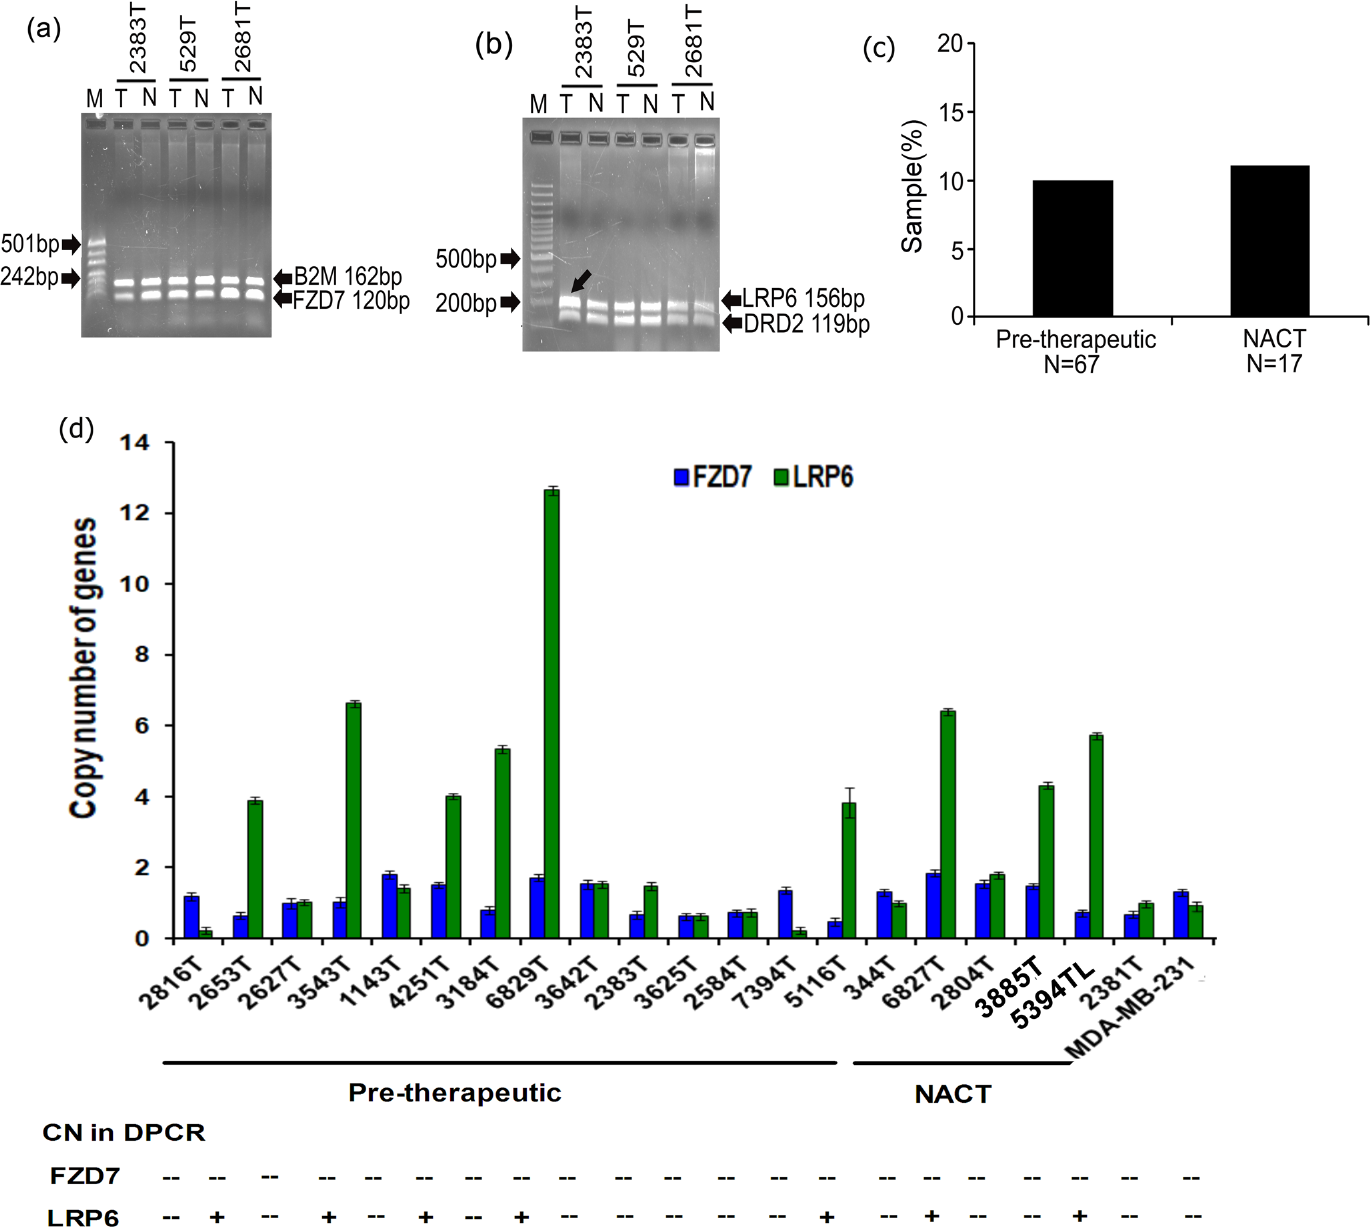 (a)
2383T 529T 2681T
M T N T N T N
501bp
242bp
B2M 162bp
FZD7 120bp
(b)
2383T 529T 2681T
M T N T N T N
500bp
200bp
LRP6 156bp
DRD2 119bp
(c)
Sample(%)
20
15
10
5
0
Pre-therapeutic NACT
N=67 N=17
(d)
Copy number of genes
14
12
10
8
6
4
2
0
FZD7 LRP6
2816T 2653T 2627T 3543T 1143T 4251T 3184T 6829T 3642T 2383T 3625T 2584T 7394T 5116T 344T 6827T 2804T 3885T 5394TL 2381T MDA-MB-231
Pre-therapeutic NACT
CN in DPCR
FZD7 -- -- -- -- -- -- -- -- -- -- -- -- -- -- -- -- -- -- -- --
LRP6 -- + -- + -- + -- + -- -- -- -- -- + -- + -- -- + -- --